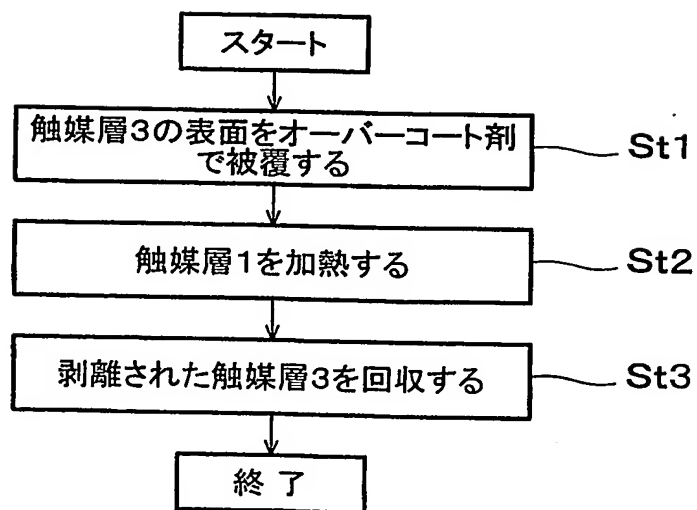 スタート
触媒層3の表面をオーバーコート剤
で被覆する
St1
触媒層1を加熱する
St2
剥離された触媒層3を回収する
St3
終 了